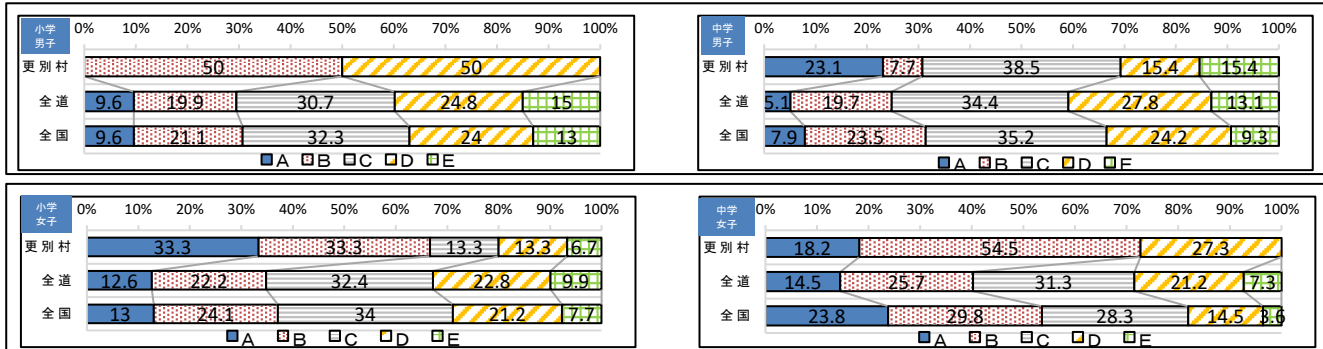 小学
男子
0% 10% 20% 30% 40% 50% 60% 70% 80% 90% 100%
更別村 50 50
全道 9.6 19.9 30.7 24.8 15
全国 9.6 21.1 32.3 24 13
A B C D E
中学
男子
0% 10% 20% 30% 40% 50% 60% 70% 80% 90% 100%
更別村 23.1 7.7 38.5 15.4 15.4
全道 5.1 19.7 34.4 27.8 13.1
全国 7.9 23.5 35.2 24.2 9.3
A B C D E
小学
女子
0% 10% 20% 30% 40% 50% 60% 70% 80% 90% 100%
更別村 33.3 33.3 13.3 13.3 6.7
全道 12.6 22.2 32.4 22.8 9.9
全国 13 24.1 34 21.2 7.7
A B C D E
中学
女子
0% 10% 20% 30% 40% 50% 60% 70% 80% 90% 100%
更別村 18.2 54.5 27.3
全道 14.5 25.7 31.3 21.2 7.3
全国 23.8 29.8 28.3 14.5 3.6
A B C D E